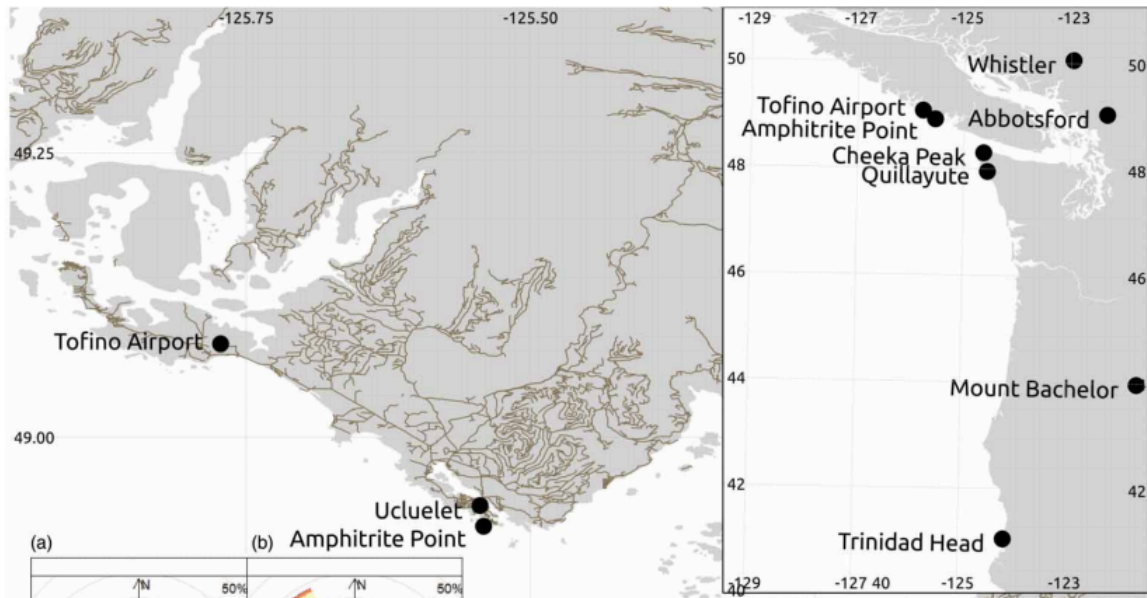 -125.75
-125.50
49.25
Tofino Airport
49.00
Ucluelet
Amphitrite Point
(a)
(b)
N
50%
N
50%
-129
-127
-125
-123
50
50
Whistler
Tofino Airport
Abbotsford
Amphitrite Point
Cheeka Peak
48
48
Quillayute
46
46
44
Mount Bachelor
42
42
Trinidad Head
40
-129
-127 40
-125
-123